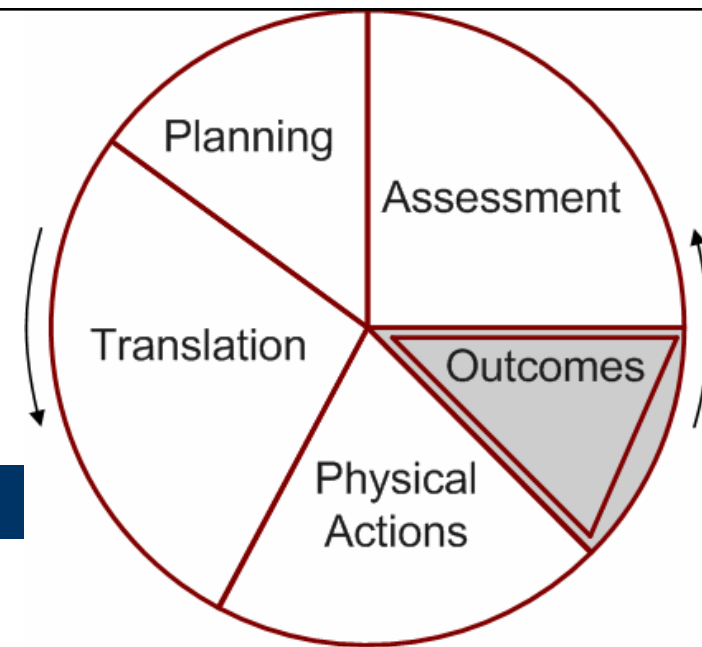 Planning
Assessment
Translation
Outcomes
Physical
Actions